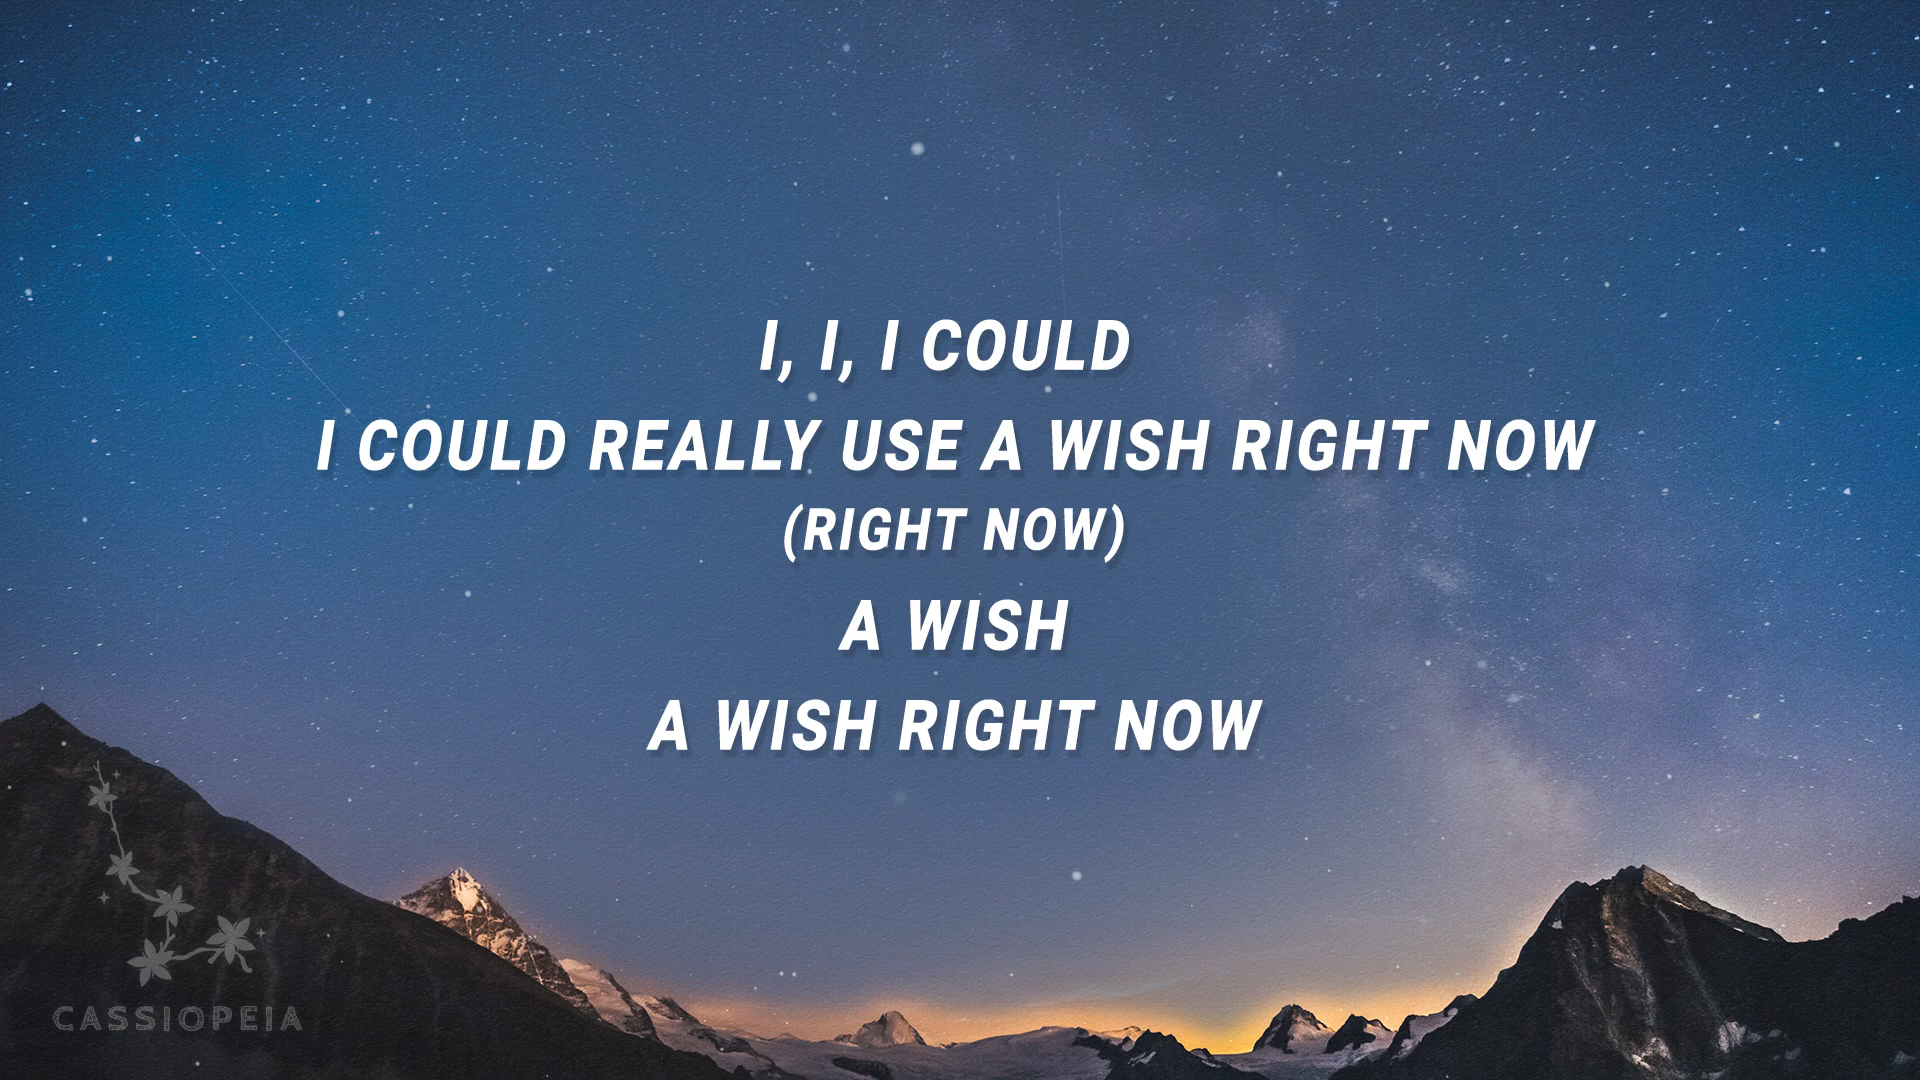 I, I, I COULD
I COULD REALLY USE A WISH RIGHT NOW
(RIGHT NOW)
A WISH
A WISH RIGHT NOW
CASSIOPEIA